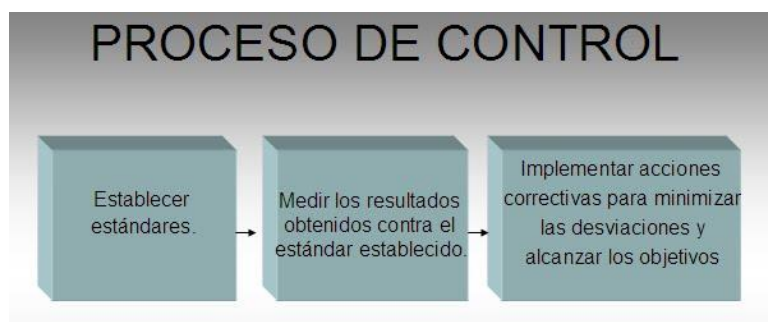 PROCESO DE CONTROL
Establecer
estándares.
Medir los resultados
obtenidos contra el
estándar establecido.
Implementar acciones
correctivas para minimizar
las desviaciones y
alcanzar los objetivos